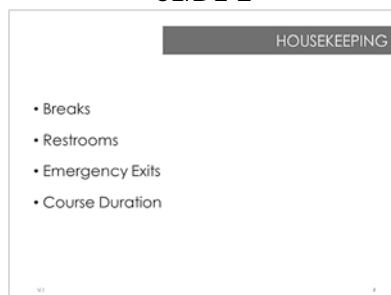 HOUSEKEEPING
• Breaks
• Restrooms
• Emergency Exits
• Course Duration